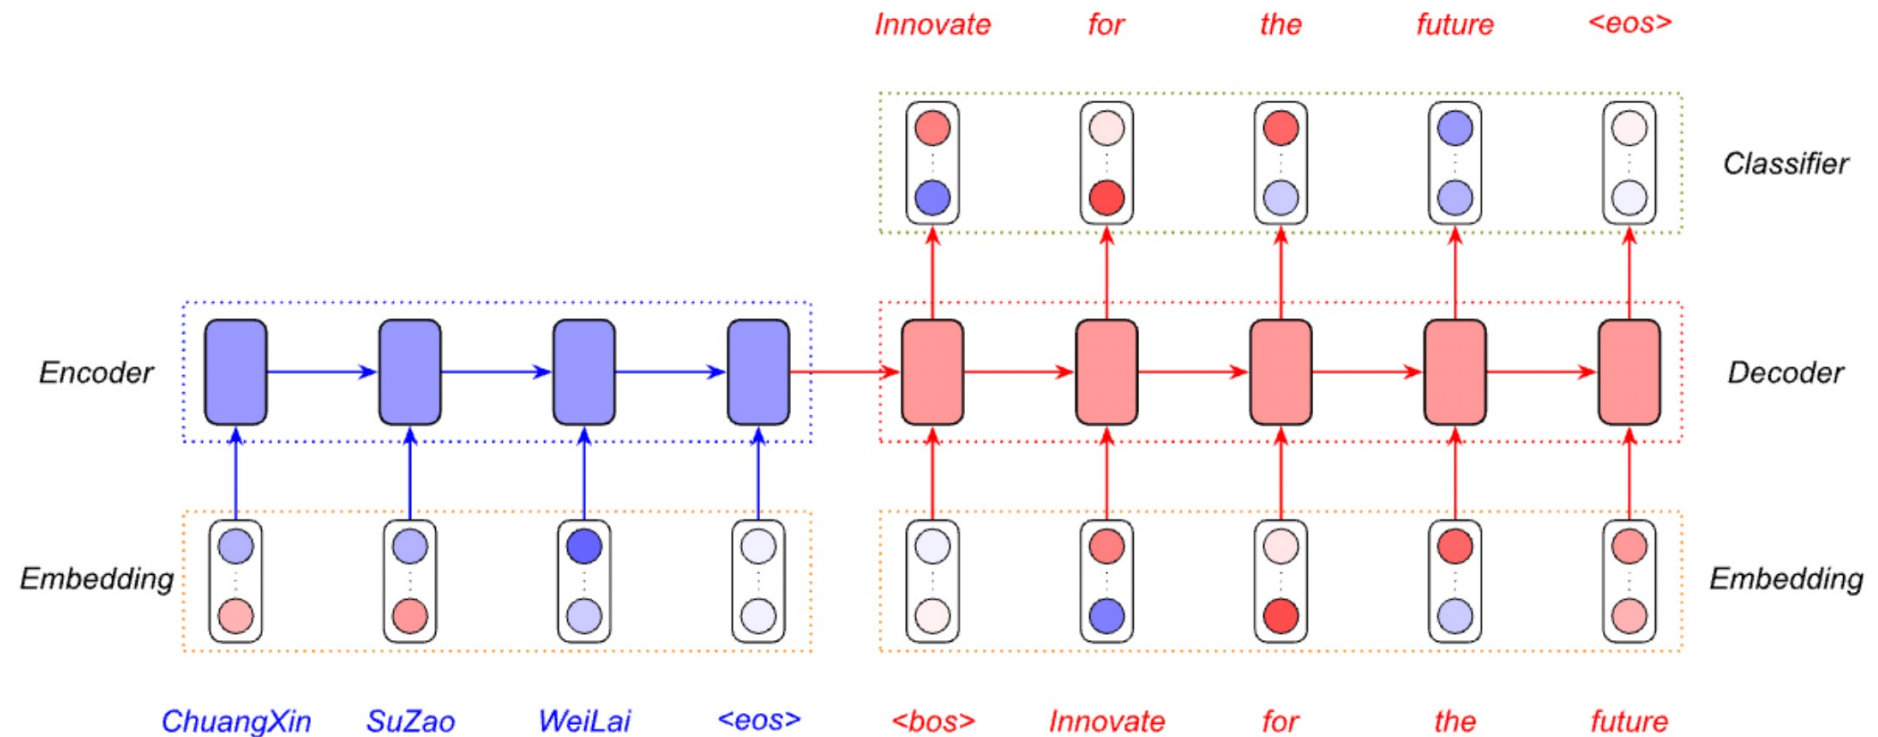 Innovate for the future <eos>
Classifier
Encoder
Decoder
Embedding
Embedding
ChuangXin SuZao WeiLai <eos> <bos> Innovate for the future